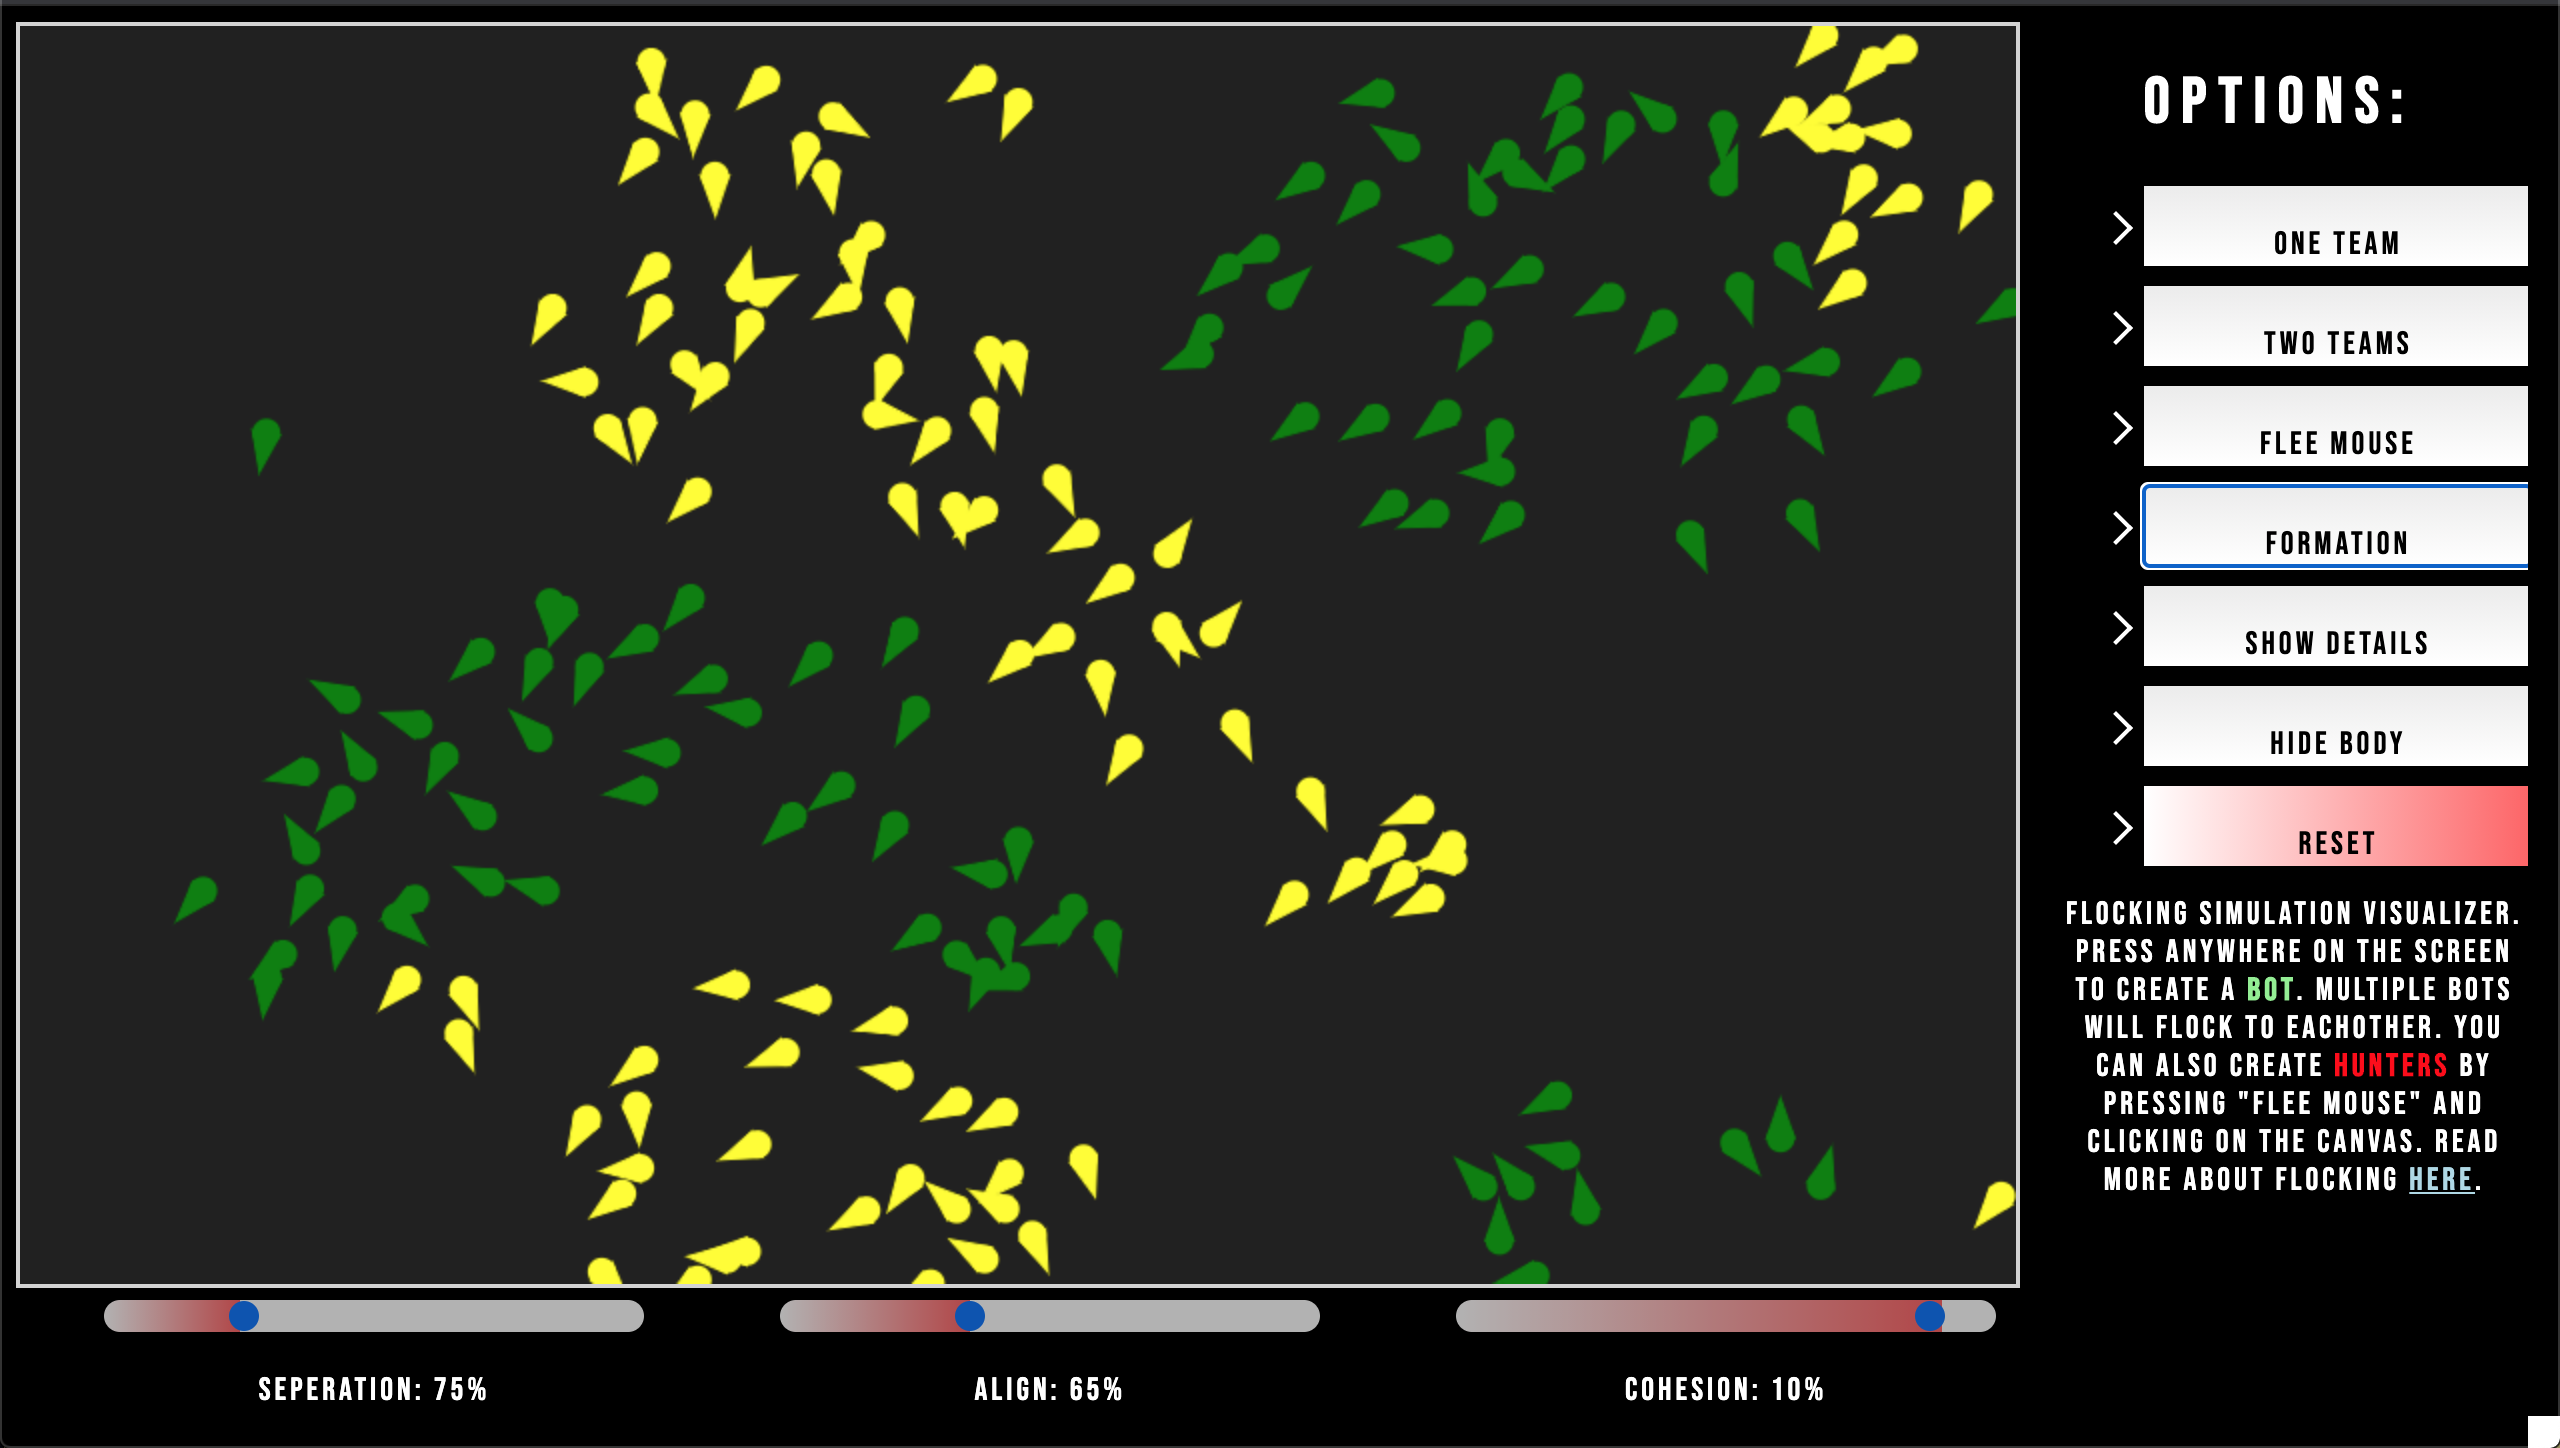 OPTIONS:
ONE TEAM
TWO TEAMS
FLEE MOUSE
FORMATION
SHOW DETAILS
HIDE BODY
RESET
FLOCKING SIMULATION VISUALIZER.
PRESS ANYWHERE ON THE SCREEN
TO CREATE A BOT. MULTIPLE BOTS
WILL FLOCK TO EACHOTHER. YOU
CAN ALSO CREATE HUNTERS BY
PRESSING "FLEE MOUSE" AND
CLICKING ON THE CANVAS. READ
MORE ABOUT FLOCKING HERE.
SEPERATION: 75%
ALIGN: 65%
COHESION: 10%